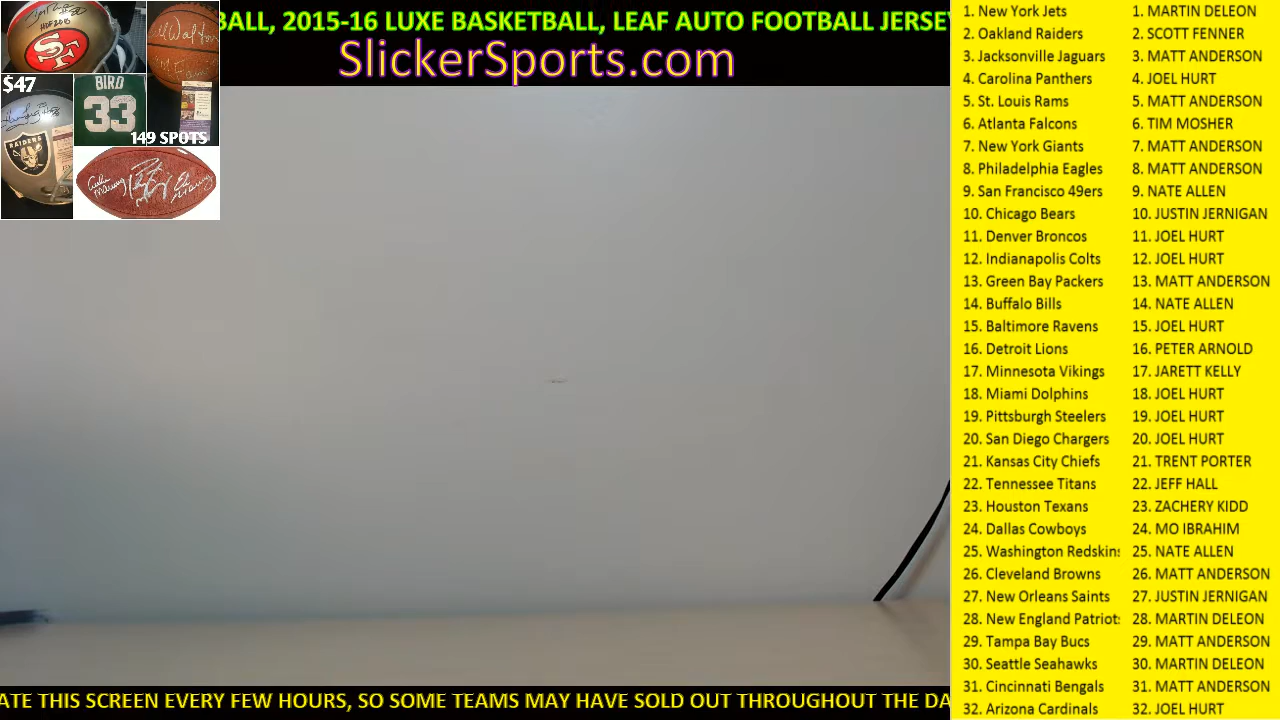 BALL, 2015-16 LUXE BASKETBALL, LEAF AUTO FOOTBALL JERSEY
SlickerSports.com
$47
BIRD
33
149 SPOTS
RAIDERS
SF
1. New York Jets 1. MARTIN DELEON
2. Oakland Raiders 2. SCOTT FENNER
3. Jacksonville Jaguars 3. MATT ANDERSON
4. Carolina Panthers 4. JOEL HURT
5. St. Louis Rams 5. MATT ANDERSON
6. Atlanta Falcons 6. TIM MOSHER
7. New York Giants 7. MATT ANDERSON
8. Philadelphia Eagles 8. MATT ANDERSON
9. San Francisco 49ers 9. NATE ALLEN
10. Chicago Bears 10. JUSTIN JERNIGAN
11. Denver Broncos 11. JOEL HURT
12. Indianapolis Colts 12. JOEL HURT
13. Green Bay Packers 13. MATT ANDERSON
14. Buffalo Bills 14. NATE ALLEN
15. Baltimore Ravens 15. JOEL HURT
16. Detroit Lions 16. PETER ARNOLD
17. Minnesota Vikings 17. JARETT KELLY
18. Miami Dolphins 18. JOEL HURT
19. Pittsburgh Steelers 19. JOEL HURT
20. San Diego Chargers 20. JOEL HURT
21. Kansas City Chiefs 21. TRENT PORTER
22. Tennessee Titans 22. JEFF HALL
23. Houston Texans 23. ZACHERY KIDD
24. Dallas Cowboys 24. MO IBRAHIM
25. Washington Redskins 25. NATE ALLEN
26. Cleveland Browns 26. MATT ANDERSON
27. New Orleans Saints 27. JUSTIN JERNIGAN
28. New England Patriots 28. MARTIN DELEON
29. Tampa Bay Bucs 29. MATT ANDERSON
30. Seattle Seahawks 30. MARTIN DELEON
31. Cincinnati Bengals 31. MATT ANDERSON
32. Arizona Cardinals 32. JOEL HURT
ATE THIS SCREEN EVERY FEW HOURS, SO SOME TEAMS MAY HAVE SOLD OUT THROUGHOUT THE DA